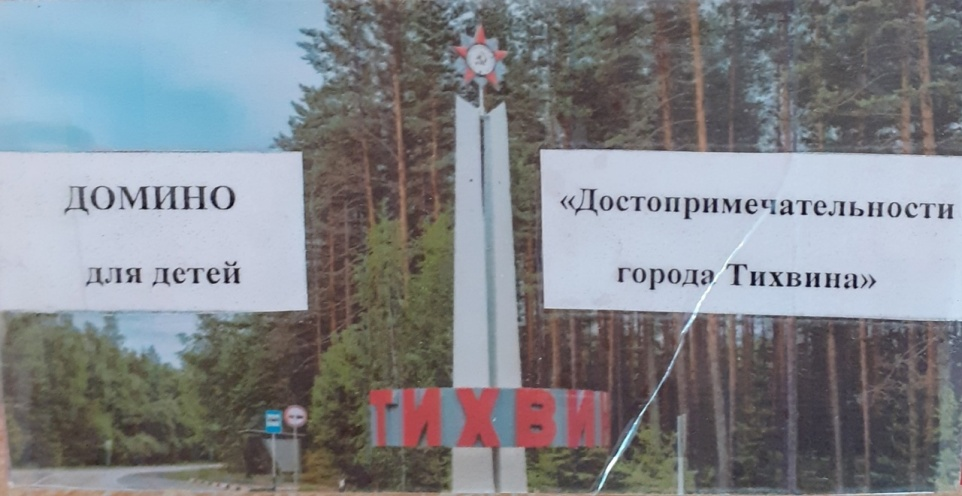 ДОМИНО
для детей
«Достопримечательности
города Тихвина»
ТИХВИН